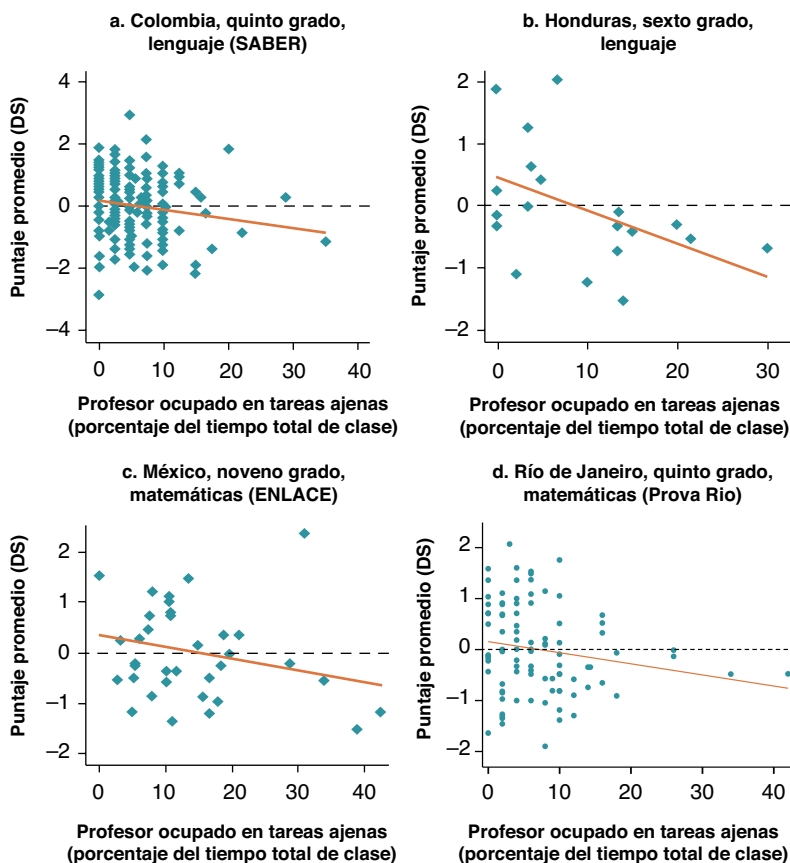 a. Colombia, quinto grado,
lenguaje (SABER)
Puntaje promedio (DS)
4
2
0
–2
–4
0 10 20 30 40
Profesor ocupado en tareas ajenas
(porcentaje del tiempo total de clase)
b. Honduras, sexto grado,
lenguaje
Puntaje promedio (DS)
2
1
0
–1
–2
0 10 20 30
Profesor ocupado en tareas ajenas
(porcentaje del tiempo total de clase)
c. México, noveno grado,
matemáticas (ENLACE)
Puntaje promedio (DS)
2
0
–2
0 10 20 30 40
Profesor ocupado en tareas ajenas
(porcentaje del tiempo total de clase)
d. Río de Janeiro, quinto grado,
matemáticas (Prova Rio)
Puntaje promedio (DS)
2
1
0
–1
–2
0 10 20 30 40
Profesor ocupado en tareas ajenas
(porcentaje del tiempo total de clase)